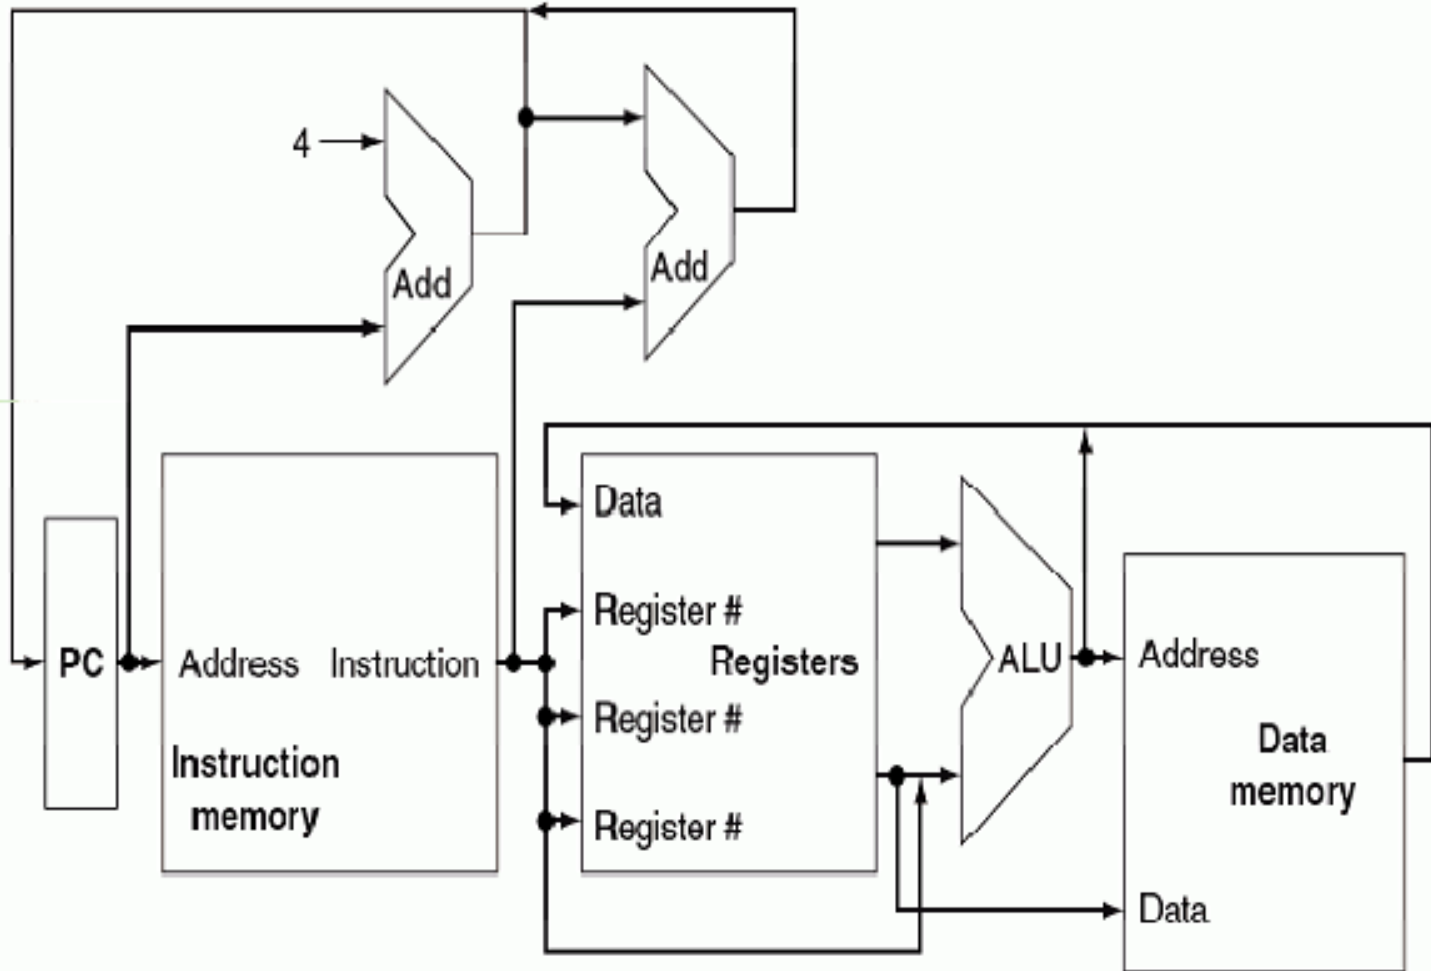 4
Add
Add
Data
Register #
PC
Address Instruction
Registers
ALU
Address
Register #
Instruction
memory
Data
memory
Register #
Data